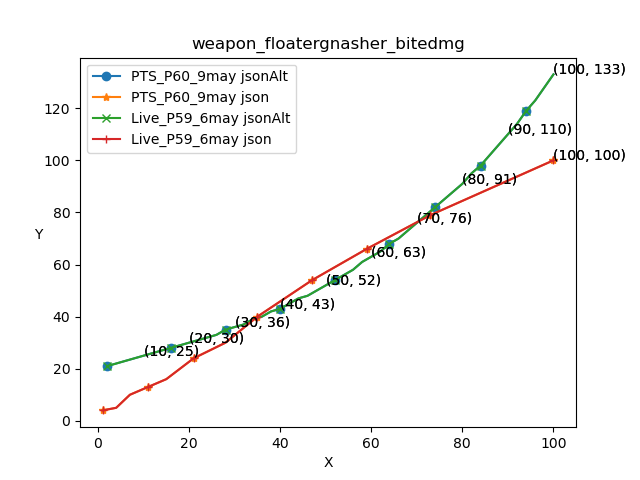 weapon_floatergnasher_bitedmg
PTS_P60_9may jsonAlt
PTS_P60_9may json
Live_P59_6may jsonAlt
Live_P59_6may json
(100, 133)
120
(90, 110)
100
(100, 100)
(80, 91)
80
(70, 76)
Y
(60, 63)
60
(50, 52)
(40, 43)
40
(30, 36)
(20, 30)
(10, 25)
20
0
0 20 40 60 80 100
X